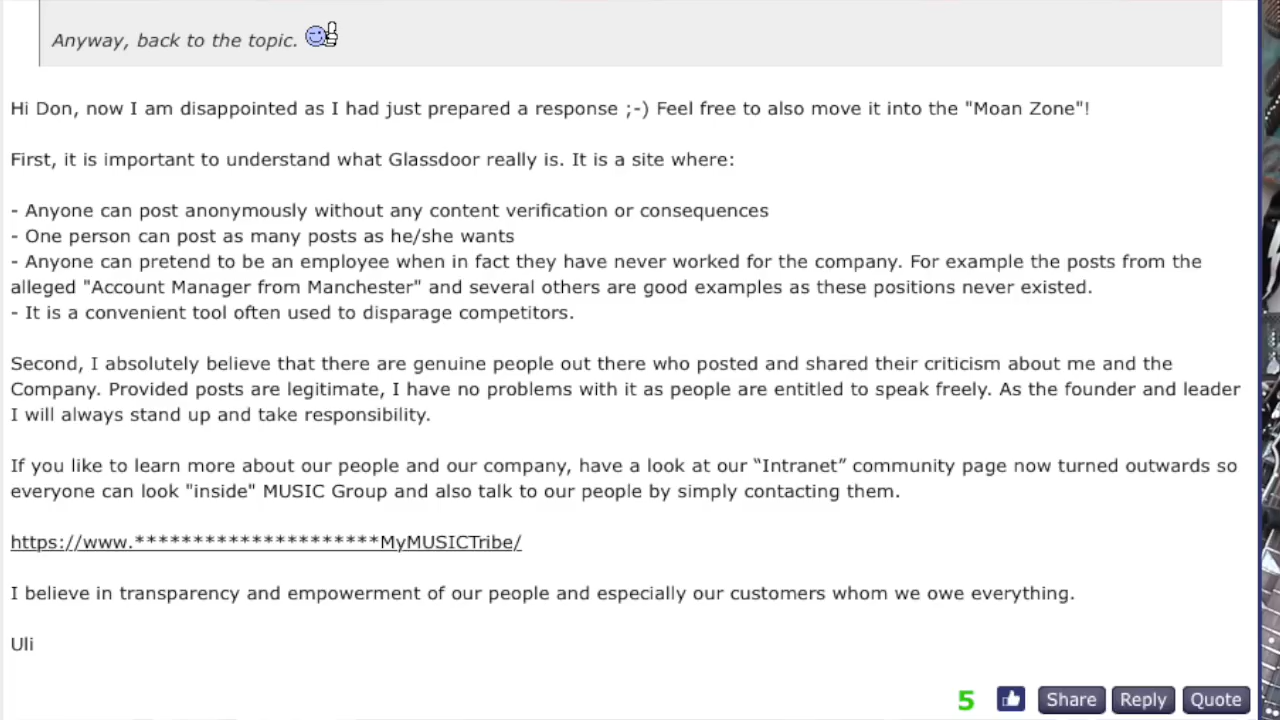 Anyway, back to the topic.
Hi Don, now I am disappointed as I had just prepared a response ;-) Feel free to also move it into the "Moan Zone"!
First, it is important to understand what Glassdoor really is. It is a site where:
- Anyone can post anonymously without any content verification or consequences
- One person can post as many posts as he/she wants
- Anyone can pretend to be an employee when in fact they have never worked for the company. For example the posts from the
alleged "Account Manager from Manchester" and several others are good examples as these positions never existed.
- It is a convenient tool often used to disparage competitors.
Second, I absolutely believe that there are genuine people out there who posted and shared their criticism about me and the
Company. Provided posts are legitimate, I have no problems with it as people are entitled to speak freely. As the founder and leader
I will always stand up and take responsibility.
If you like to learn more about our people and our company, have a look at our “Intranet” community page now turned outwards so
everyone can look "inside" MUSIC Group and also talk to our people by simply contacting them.
https://www.*********************MyMUSICTribe/
I believe in transparency and empowerment of our people and especially our customers whom we owe everything.
Uli
5 Share Reply Quote